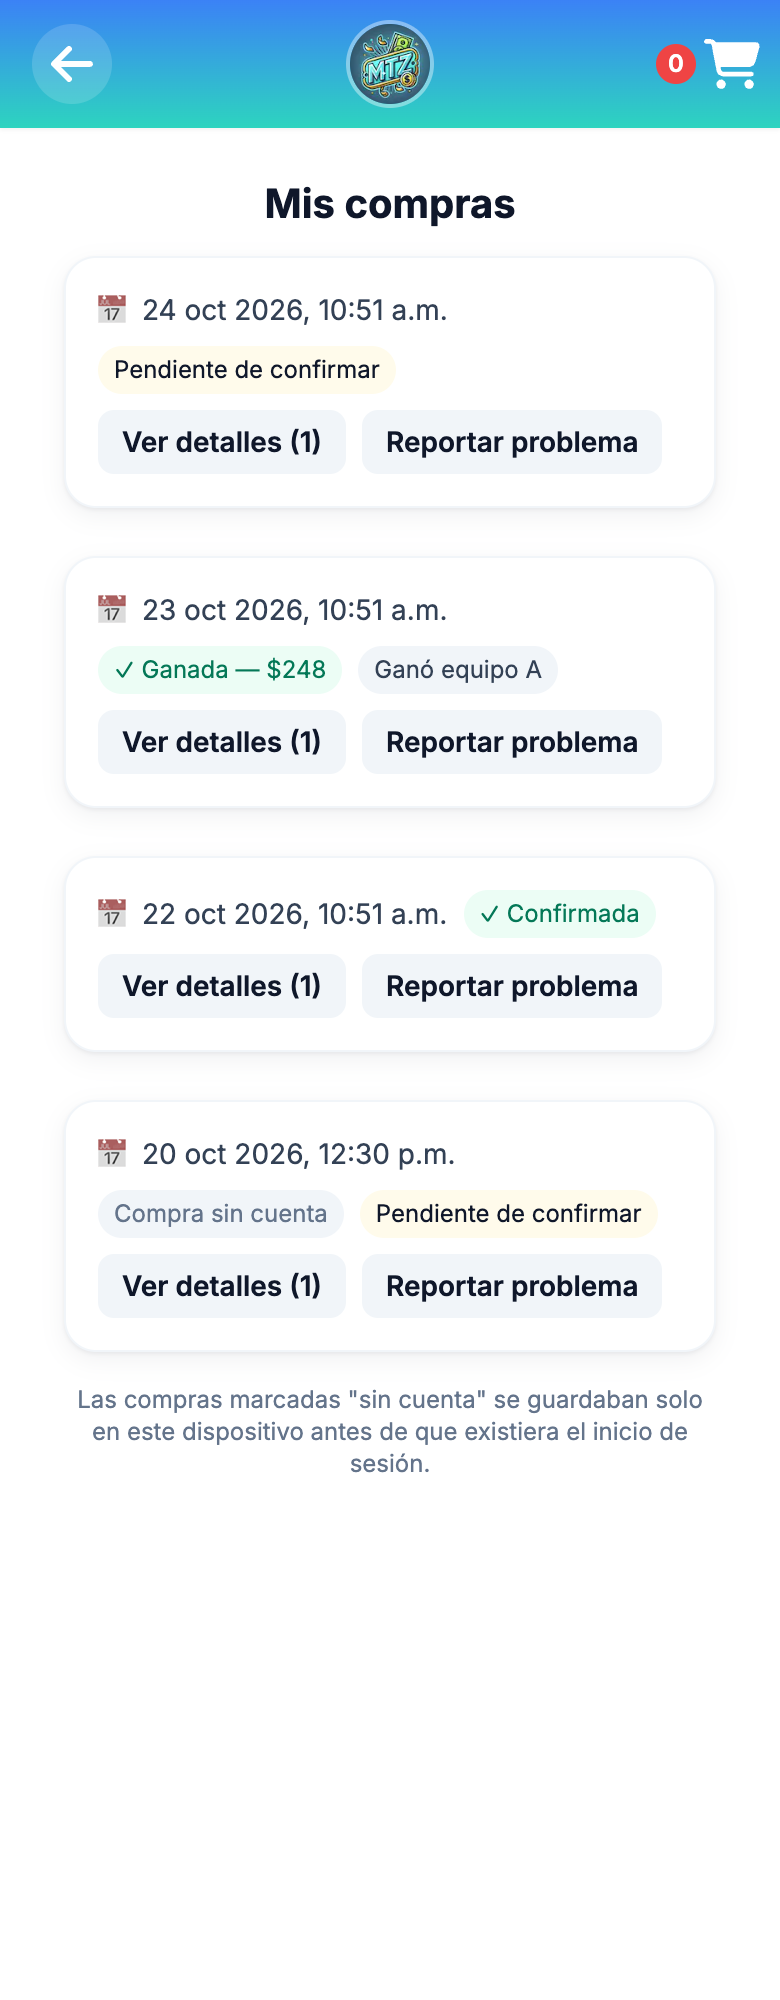 MTZ
0
Mis compras
24 oct 2026, 10:51 a.m.
Pendiente de confirmar
Ver detalles (1) Reportar problema
23 oct 2026, 10:51 a.m.
✓ Ganada — $248 Ganó equipo A
Ver detalles (1) Reportar problema
22 oct 2026, 10:51 a.m. ✓ Confirmada
Ver detalles (1) Reportar problema
20 oct 2026, 12:30 p.m.
Compra sin cuenta Pendiente de confirmar
Ver detalles (1) Reportar problema
Las compras marcadas "sin cuenta" se guardaban solo
en este dispositivo antes de que existiera el inicio de
sesión.